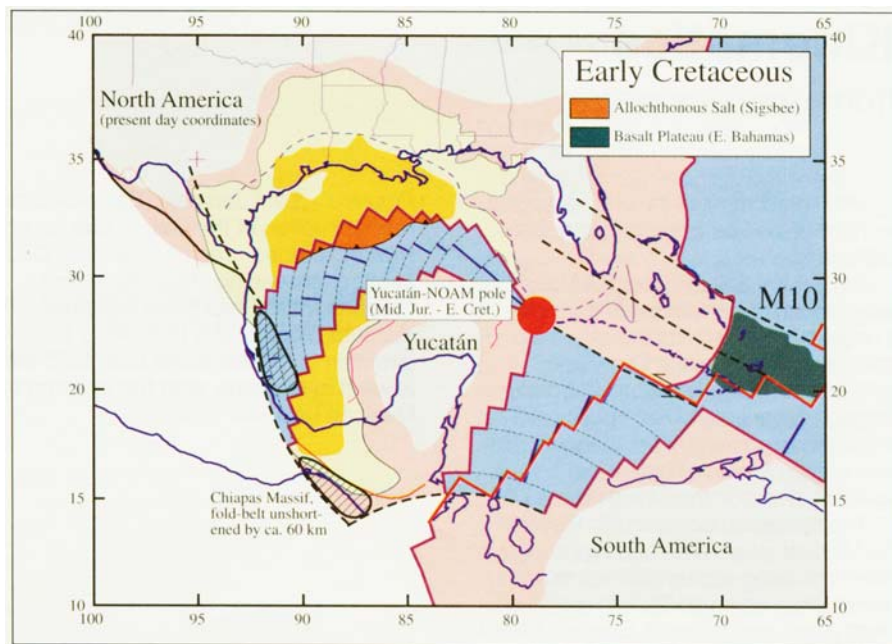 100 95 90 85 80 75 70 65
40 40
Early Cretaceous
Allochthonous Salt (Sigsbee)
Basalt Plateau (E. Bahamas)
North America
(present day coordinates)
35 35
30 30
M10
Yucatán-NOAM pole
(Mid. Jur. - E. Cret.)
Yucatán
20 20
15 15
Chiapas Massif,
fold-belt unshort-
ened by ca. 60 km
South America
10 10
100 95 90 85 80 75 70 65